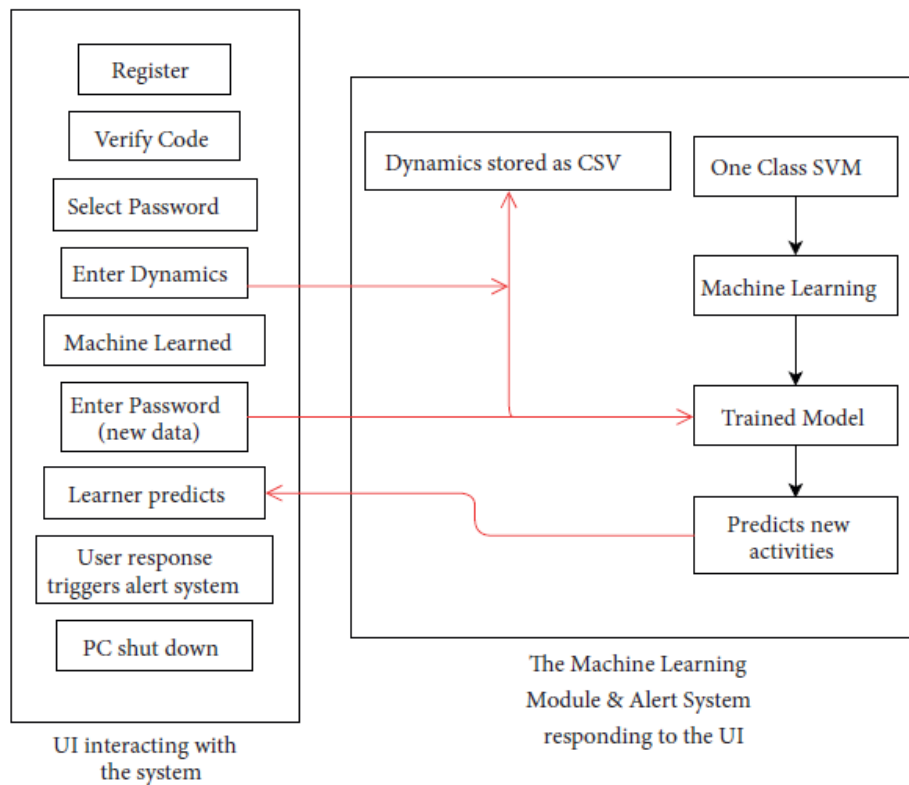 Register
Verify Code
Select Password
Enter Dynamics
Machine Learned
Enter Password
(new data)
Learner predicts
User response
triggers alert system
PC shut down
UI interacting with
the system
Dynamics stored as CSV
One Class SVM
Machine Learning
Trained Model
Predicts new
activities
The Machine Learning
Module & Alert System
responding to the UI